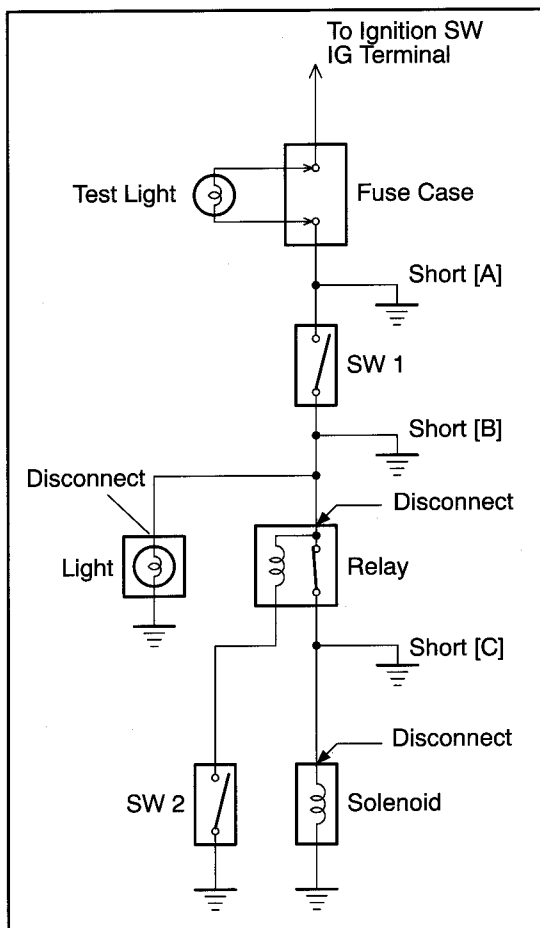 To Ignition SW
IG Terminal
Test Light
Fuse Case
Short [A]
SW 1
Short [B]
Disconnect
Disconnect
Light
Relay
Short [C]
Disconnect
SW 2
Solenoid